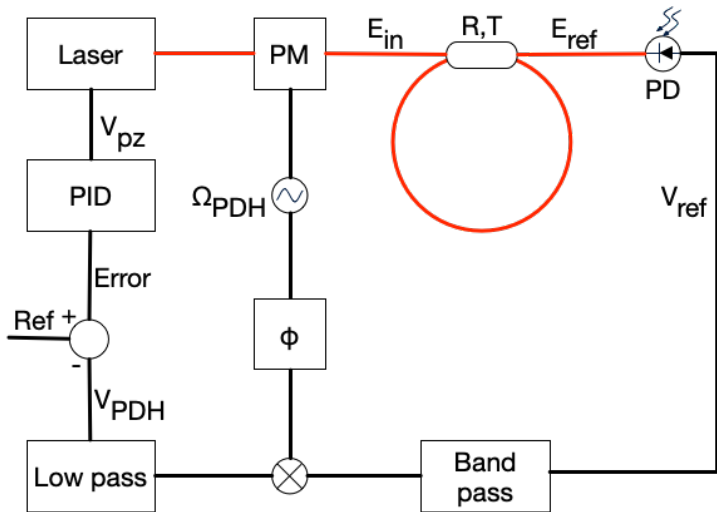 Laser
PM
E_in
R,T
E_ref
PD
V_pz
PID
Ω_PDH
V_ref
Error
Ref +
-
ϕ
V_PDH
Low pass
Band
pass